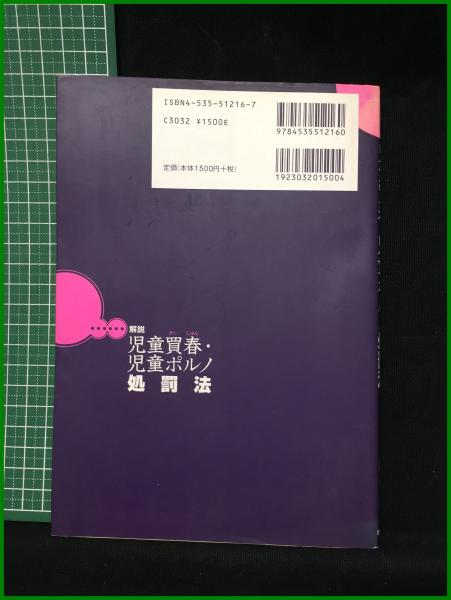 ISBN4-535-51216-7
C3032 ¥1500E
定価(本体1500円+税)
9784535512160
1923032015004
解説
かい しゅん
児童買春・
児童ポルノ
処罰法